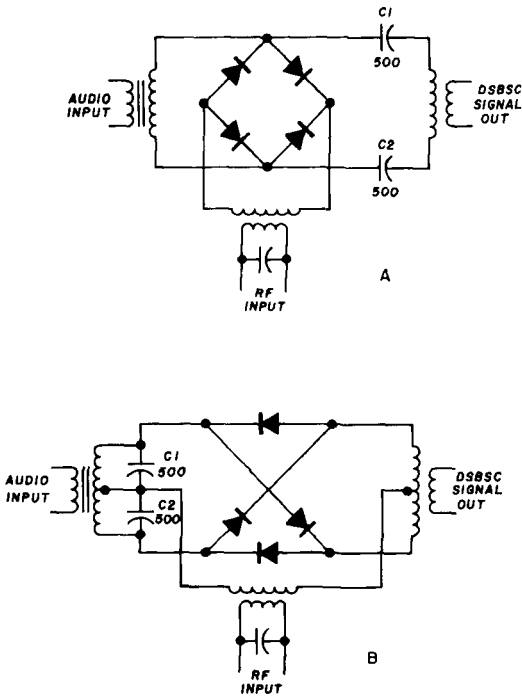 C1
500
AUDIO
INPUT
DSBSC
SIGNAL
OUT
C2
500
RF
INPUT
A
C1
500
AUDIO
INPUT
C2
500
DSBSC
SIGNAL
OUT
RF
INPUT
B